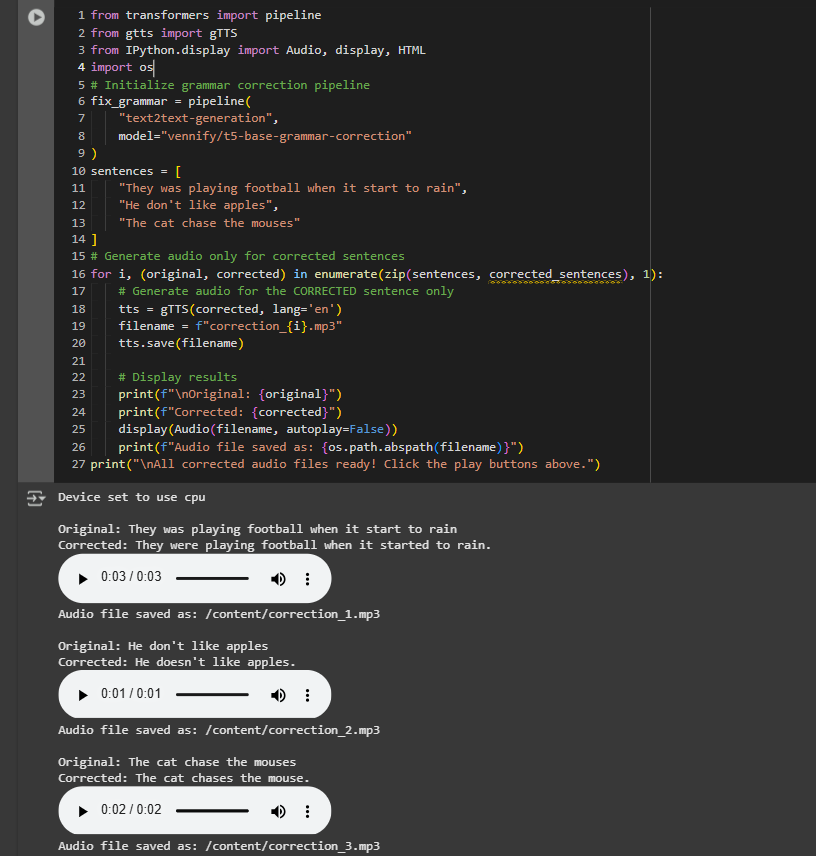 1 from transformers import pipeline
2 from gtts import gTTS
3 from IPython.display import Audio, display, HTML
4 import os
5 # Initialize grammar correction pipeline
6 fix_grammar = pipeline(
7     "text2text-generation",
8     model="vennify/t5-base-grammar-correction"
9 )
10 sentences = [
11     "They was playing football when it start to rain",
12     "He don't like apples",
13     "The cat chase the mouses"
14 ]
15 # Generate audio only for corrected sentences
16 for i, (original, corrected) in enumerate(zip(sentences, corrected_sentences), 1):
17     # Generate audio for the CORRECTED sentence only
18     tts = gTTS(corrected, lang='en')
19     filename = f"correction_{i}.mp3"
20     tts.save(filename)
21
22     # Display results
23     print(f"\nOriginal: {original}")
24     print(f"Corrected: {corrected}")
25     display(Audio(filename, autoplay=False))
26     print(f"Audio file saved as: {os.path.abspath(filename)}")
27 print("\nAll corrected audio files ready! Click the play buttons above.")
Device set to use cpu
Original: They was playing football when it start to rain
Corrected: They were playing football when it started to rain.
0:03 / 0:03
Audio file saved as: /content/correction_1.mp3
Original: He don't like apples
Corrected: He doesn't like apples.
0:01 / 0:01
Audio file saved as: /content/correction_2.mp3
Original: The cat chase the mouses
Corrected: The cat chases the mouse.
0:02 / 0:02
Audio file saved as: /content/correction_3.mp3